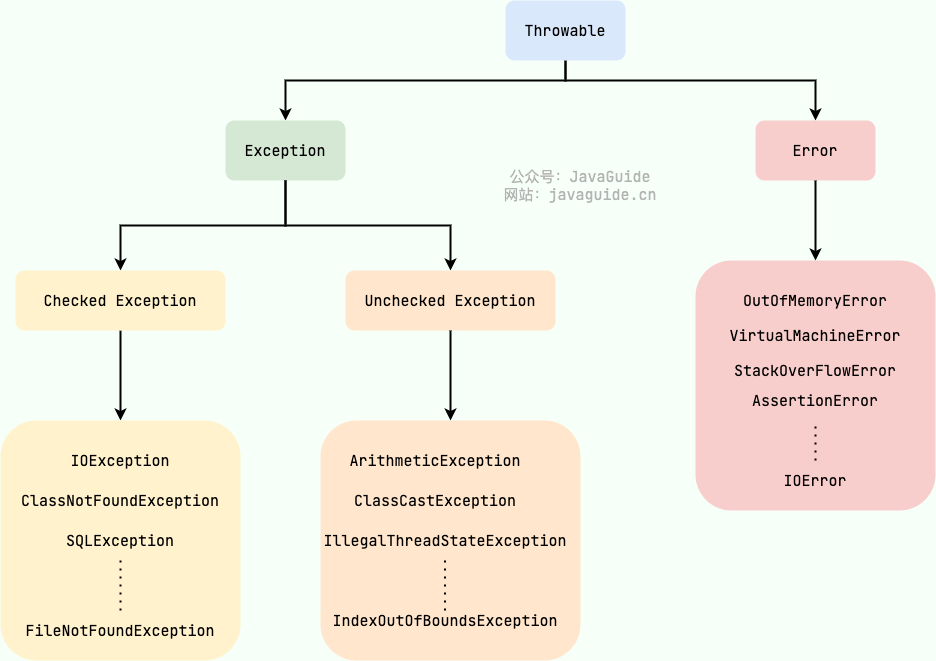 Throwable
Exception
Error
公众号：JavaGuide
网站：javaguide.cn
Checked Exception
Unchecked Exception
OutOfMemoryError
VirtualMachineError
StackOverFlowError
AssertionError
IOError
IOException
ClassNotFoundException
SQLException
FileNotFoundException
ArithmeticException
ClassCastException
IllegalThreadStateException
IndexOutOfBoundsException